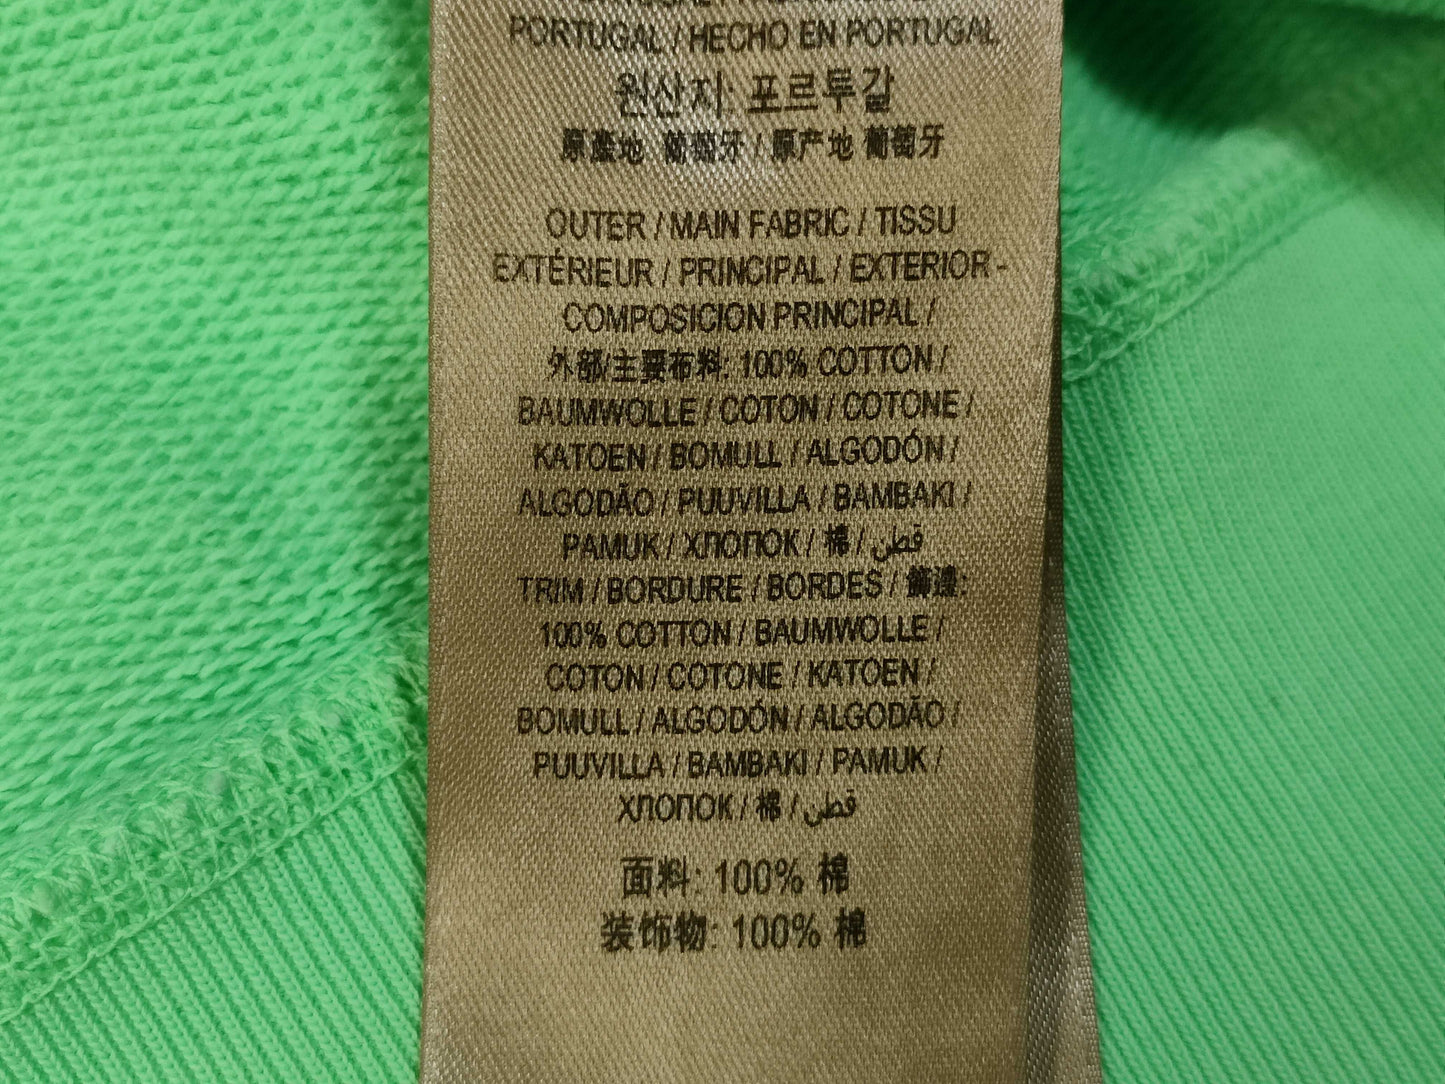 PORTUGAL / HECHO EN PORTUGAL
원산지: 포르투갈
原產地 葡萄牙 / 原产地 葡萄牙
OUTER / MAIN FABRIC / TISSU
EXTÉRIEUR / PRINCIPAL / EXTERIOR -
COMPOSICION PRINCIPAL /
外部/主要布料: 100% COTTON /
BAUMWOLLE / COTON / COTONE /
KATOEN / BOMULL / ALGODÓN /
ALGODÃO / PUUVILLA / BAMBAKI /
PAMUK / ХЛОПОК / 棉 / قطن
TRIM / BORDURE / BORDES / 飾邊:
100% COTTON / BAUMWOLLE /
COTON / COTONE / KATOEN /
BOMULL / ALGODÓN / ALGODÃO /
PUUVILLA / BAMBAKI / PAMUK /
ХЛОПОК / 棉 / قطن
面料: 100% 棉
装饰物: 100% 棉